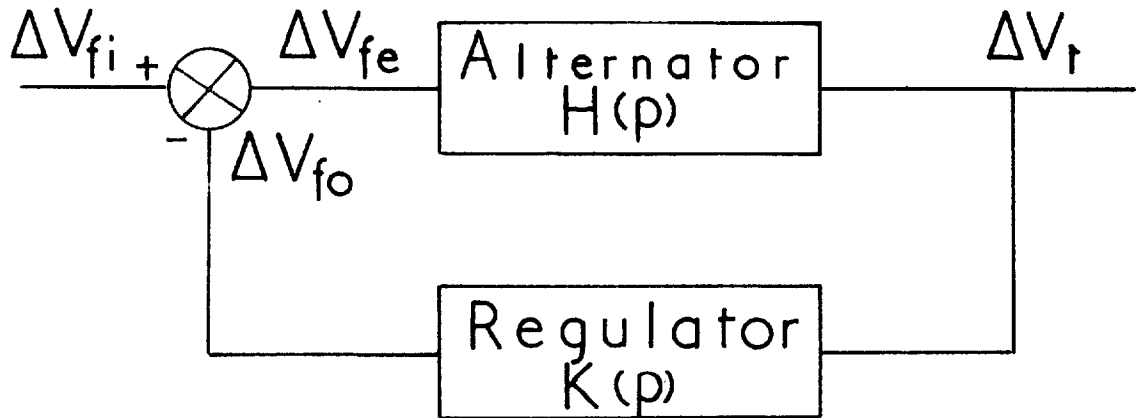 ΔVfi
+
ΔVfe
Alternator
H(p)
ΔVt
-
ΔVfo
Regulator
K(p)